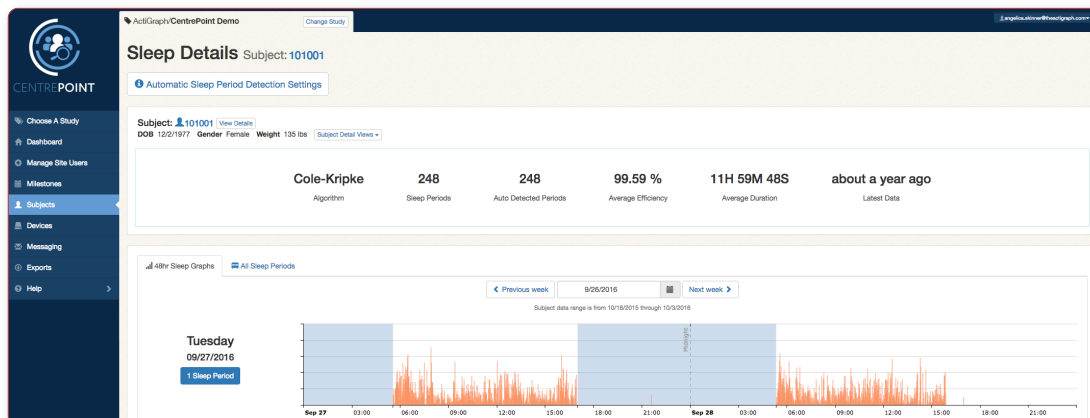 ActiGraph/CentrePoint Demo
Change Study
angelica.skinner@theactigraph.com
CENTREPOINT
Sleep Details Subject: 101001
Automatic Sleep Period Detection Settings
Choose A Study
Dashboard
Manage Site Users
Milestones
Subjects
Devices
Messaging
Exports
Help
Subject: 101001 View Details
DOB 12/2/1977 Gender Female Weight 135 lbs Subject Detail Views
Cole-Kripke
Algorithm
248
Sleep Periods
248
Auto Detected Periods
99.59 %
Average Efficiency
11H 59M 48S
Average Duration
about a year ago
Latest Data
48hr Sleep Graphs
All Sleep Periods
Previous week
9/26/2016
Next week
Subject data range is from 10/18/2015 through 10/3/2016
Tuesday
09/27/2016
1 Sleep Period
Midnight
Sep 27 03:00 06:00 09:00 12:00 15:00 18:00 21:00 Sep 28 03:00 06:00 09:00 12:00 15:00 18:00 21:00